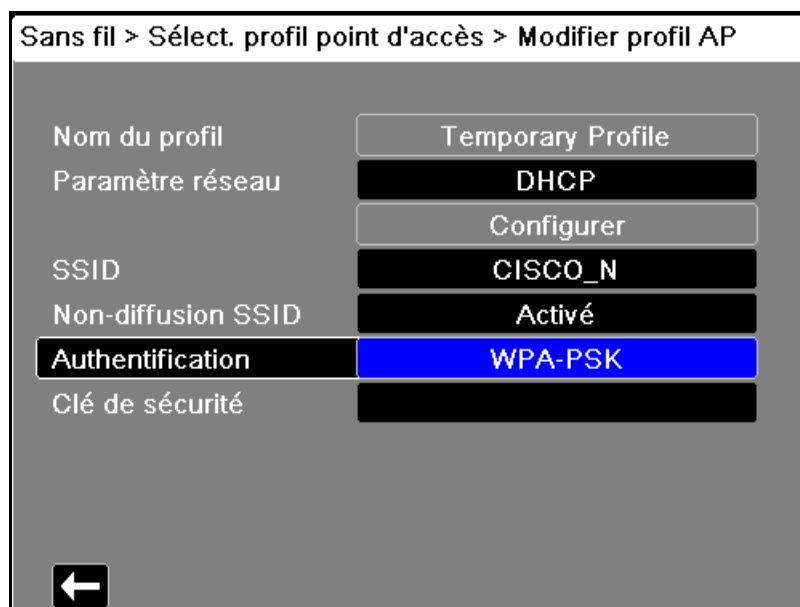 Sans fil > Sélect. profil point d'accès > Modifier profil AP
Nom du profil Temporary Profile
Paramètre réseau DHCP
Configurer
SSID CISCO_N
Non-diffusion SSID Activé
Authentification WPA-PSK
Clé de sécurité